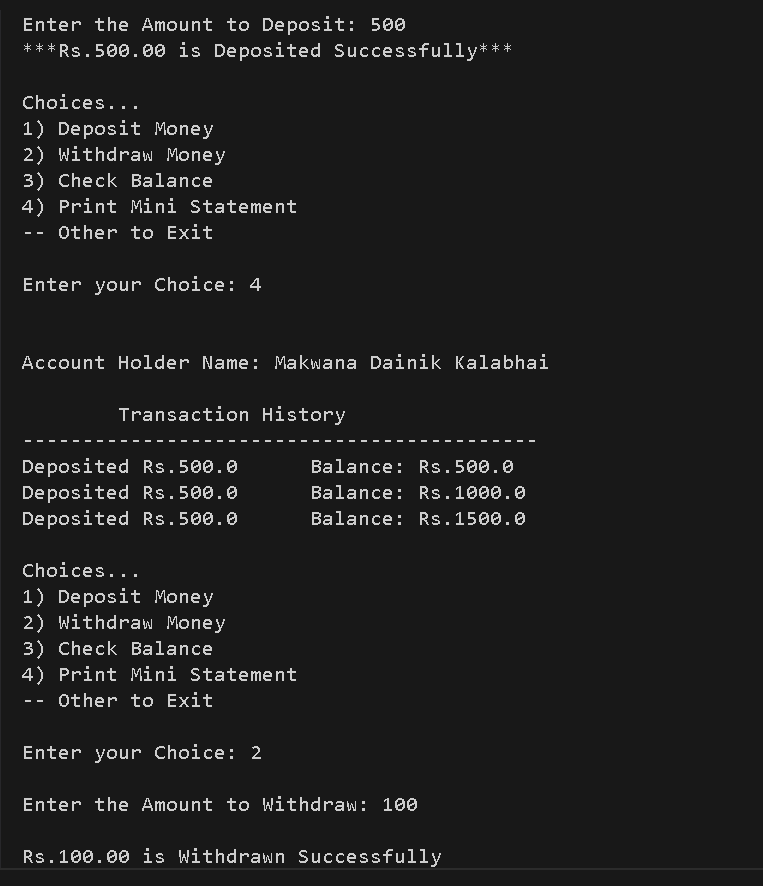 Enter the Amount to Deposit: 500
***Rs.500.00 is Deposited Successfully***
Choices...
1) Deposit Money
2) Withdraw Money
3) Check Balance
4) Print Mini Statement
-- Other to Exit
Enter your Choice: 4
Account Holder Name: Makwana Dainik Kalabhai
Transaction History
-------------------------------------------
Deposited Rs.500.0      Balance: Rs.500.0
Deposited Rs.500.0      Balance: Rs.1000.0
Deposited Rs.500.0      Balance: Rs.1500.0
Choices...
1) Deposit Money
2) Withdraw Money
3) Check Balance
4) Print Mini Statement
-- Other to Exit
Enter your Choice: 2
Enter the Amount to Withdraw: 100
Rs.100.00 is Withdrawn Successfully